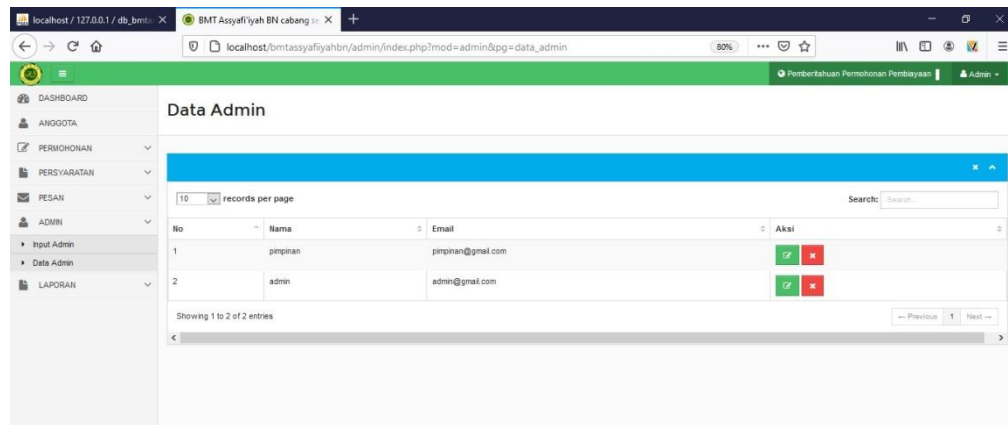 localhost / 127.0.0.1 / db_bmta
BMT Assyafi'iyah BN cabang se
localhost/bmtassyafiiyahbn/admin/index.php?mod=admin&pg=data_admin
80%
Pemberitahuan Permohonan Pembiayaan
Admin
DASHBOARD
ANGGOTA
PERMOHONAN
PERSYARATAN
PESAN
ADMIN
Input Admin
Data Admin
LAPORAN
Data Admin
10 records per page
Search: Search...
No Nama Email Aksi
1 pimpinan pimpinan@gmail.com
2 admin admin@gmail.com
Showing 1 to 2 of 2 entries
← Previous 1 Next →